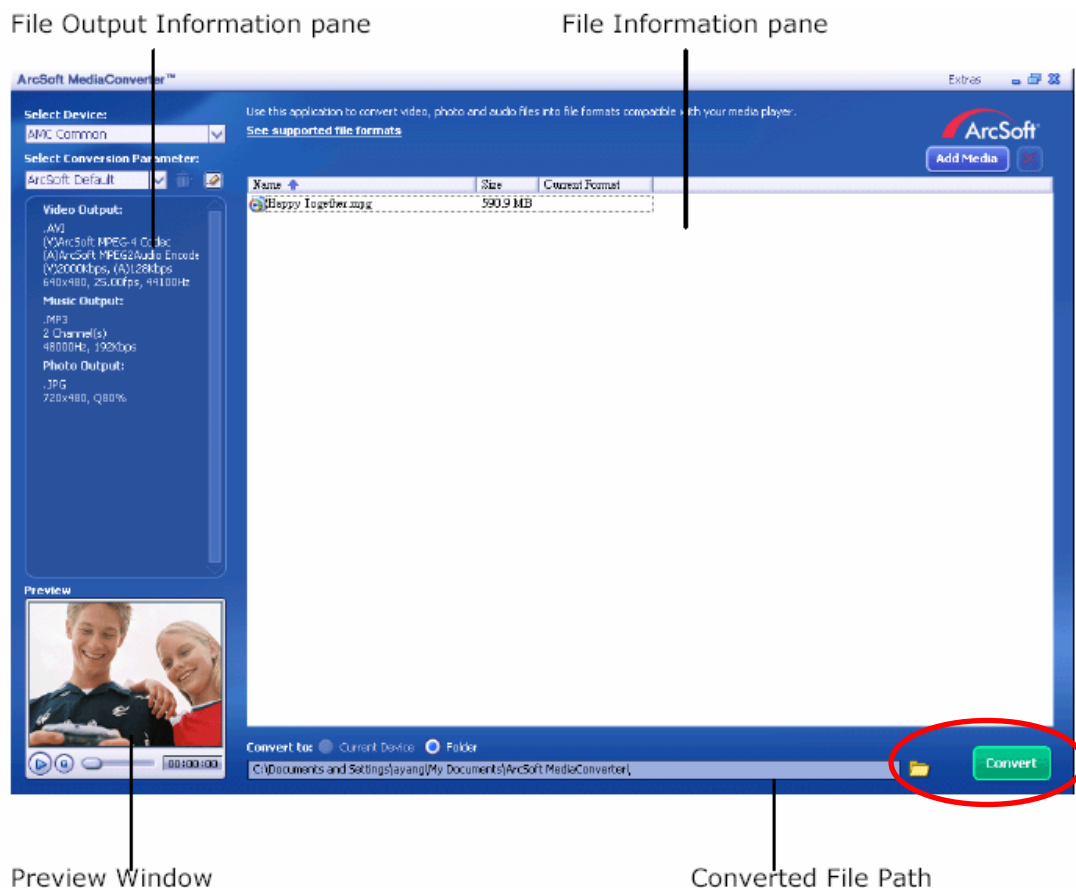 File Output Information pane
File Information pane
ArcSoft MediaConverter™
Extras
Select Device:
AMC Common
Select Conversion Parameter:
ArcSoft Default
Use this application to convert video, photo and audio files into file formats compatible with your media player.
See supported file formats
ArcSoft
Add Media
Name
Size
Current Format
Happy Together.mpg
590.9 MB
Video Output:
.AVI
(V)ArcSoft MPEG-4 Codec
(A)ArcSoft MPEG2Audio Encode
(V)2000Kbps, (A)128Kbps
640x480, 25.00fps, 44100Hz
Music Output:
.MP3
2 Channel(s)
48000Hz, 192Kbps
Photo Output:
.JPG
720x480, Q80%
Preview
00:00:00
Convert to:
Current Device
Folder
C:\Documents and Settings\ayang\My Documents\ArcSoft MediaConverter\
Convert
Preview Window
Converted File Path